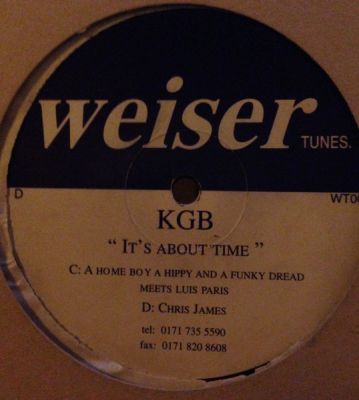 weiser
TUNES.
D
WT00
KGB
“ IT'S ABOUT TIME ”
C: A HOME BOY A HIPPY AND A FUNKY DREAD
MEETS LUIS PARIS
D: CHRIS JAMES
tel: 0171 735 5590
fax: 0171 820 8608